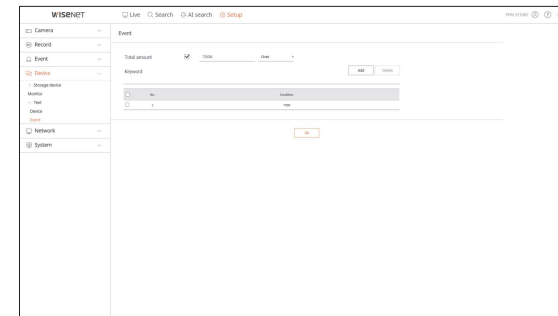 WISENET
Live Search AI search Setup
Camera
Record
Event
Device
Storage device
Monitor
Text
Device
Event
Network
System
Event
Total amount Over
Keyword Add Delete
No. Condition
OK